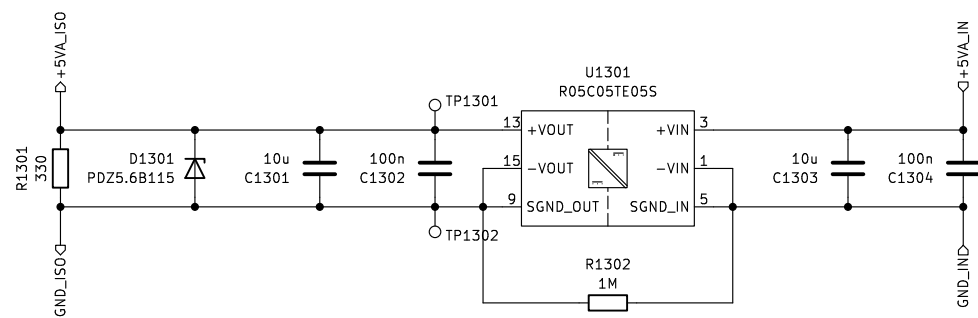 +5VA_ISO
+5VA_IN
U1301
R05C05TE05S
TP1301
13
+VOUT
+VIN
3
R1301
330
D1301
PDZ5.6B115
10u
C1301
100n
C1302
15
-VOUT
-VIN
1
10u
C1303
100n
C1304
9
SGND_OUT
SGND_IN
5
TP1302
GND_ISO
R1302
1M
GND_IN